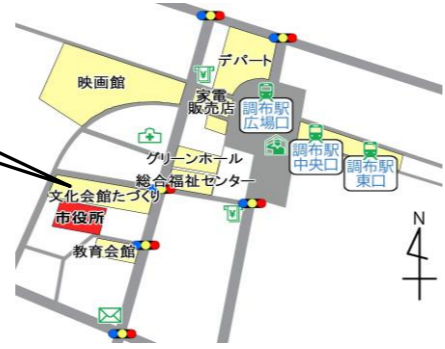 デパート
映画館
家電
販売店
調布駅
広場口
調布駅
中央口
調布駅
東口
グリーンホール
総合福祉センター
文化会館たづくり
市役所
教育会館
N